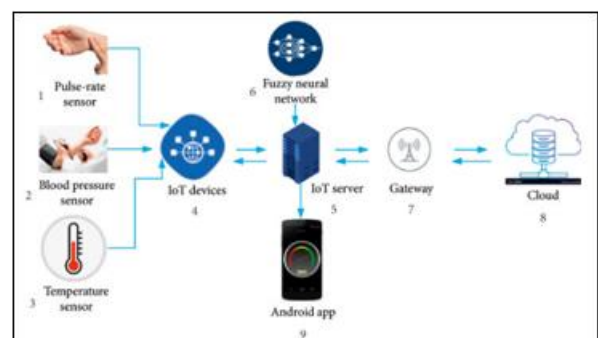 1
Pulse-rate
sensor
2
Blood pressure
sensor
3
Temperature
sensor
IoT devices
4
6
Fuzzy neural
network
IoT server
5
Gateway
7
Cloud
8
Android app
9